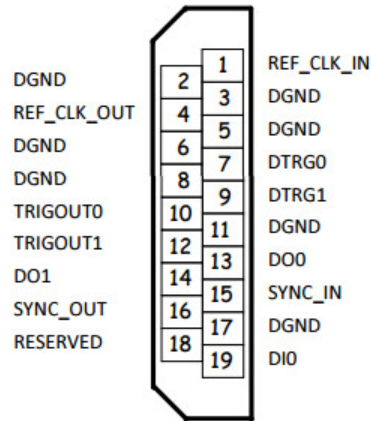 1 REF_CLK_IN
DGND 2
3 DGND
REF_CLK_OUT 4
5 DGND
DGND 6
7 DTRG0
DGND 8
9 DTRG1
TRIGOUT0 10
11 DGND
TRIGOUT1 12
13 DO0
DO1 14
15 SYNC_IN
SYNC_OUT 16
17 DGND
RESERVED 18
19 DI0